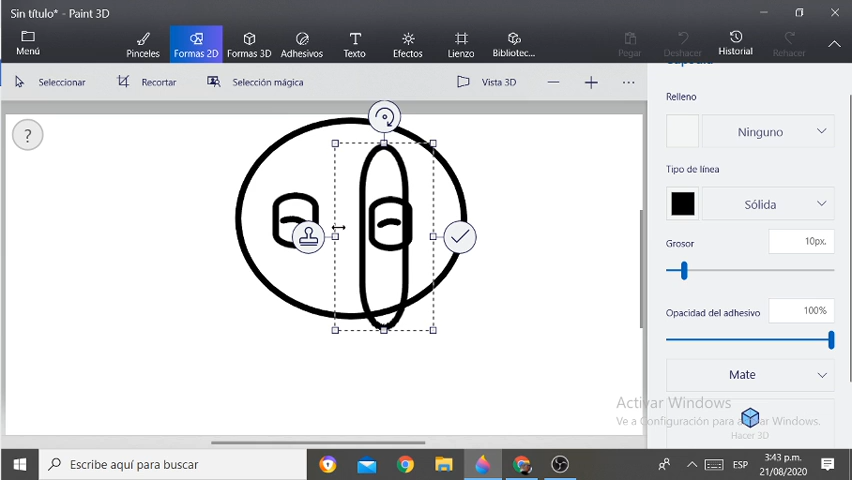 Sin título* - Paint 3D
Menú
Pinceles
Formas 2D
Formas 3D
Adhesivos
Texto
Efectos
Lienzo
Bibliotec...
Pegar
Deshacer
Historial
Rehacer
Seleccionar
Recortar
Selección mágica
Vista 3D
?
Relleno
Ninguno
Tipo de línea
Sólida
Grosor
10px.
Opacidad del adhesivo
100%
Mate
Activar Windows
Ve a Configuración para activar Windows.
Hacer 3D
Escribe aquí para buscar
ESP
3:43 p.m.
21/08/2020